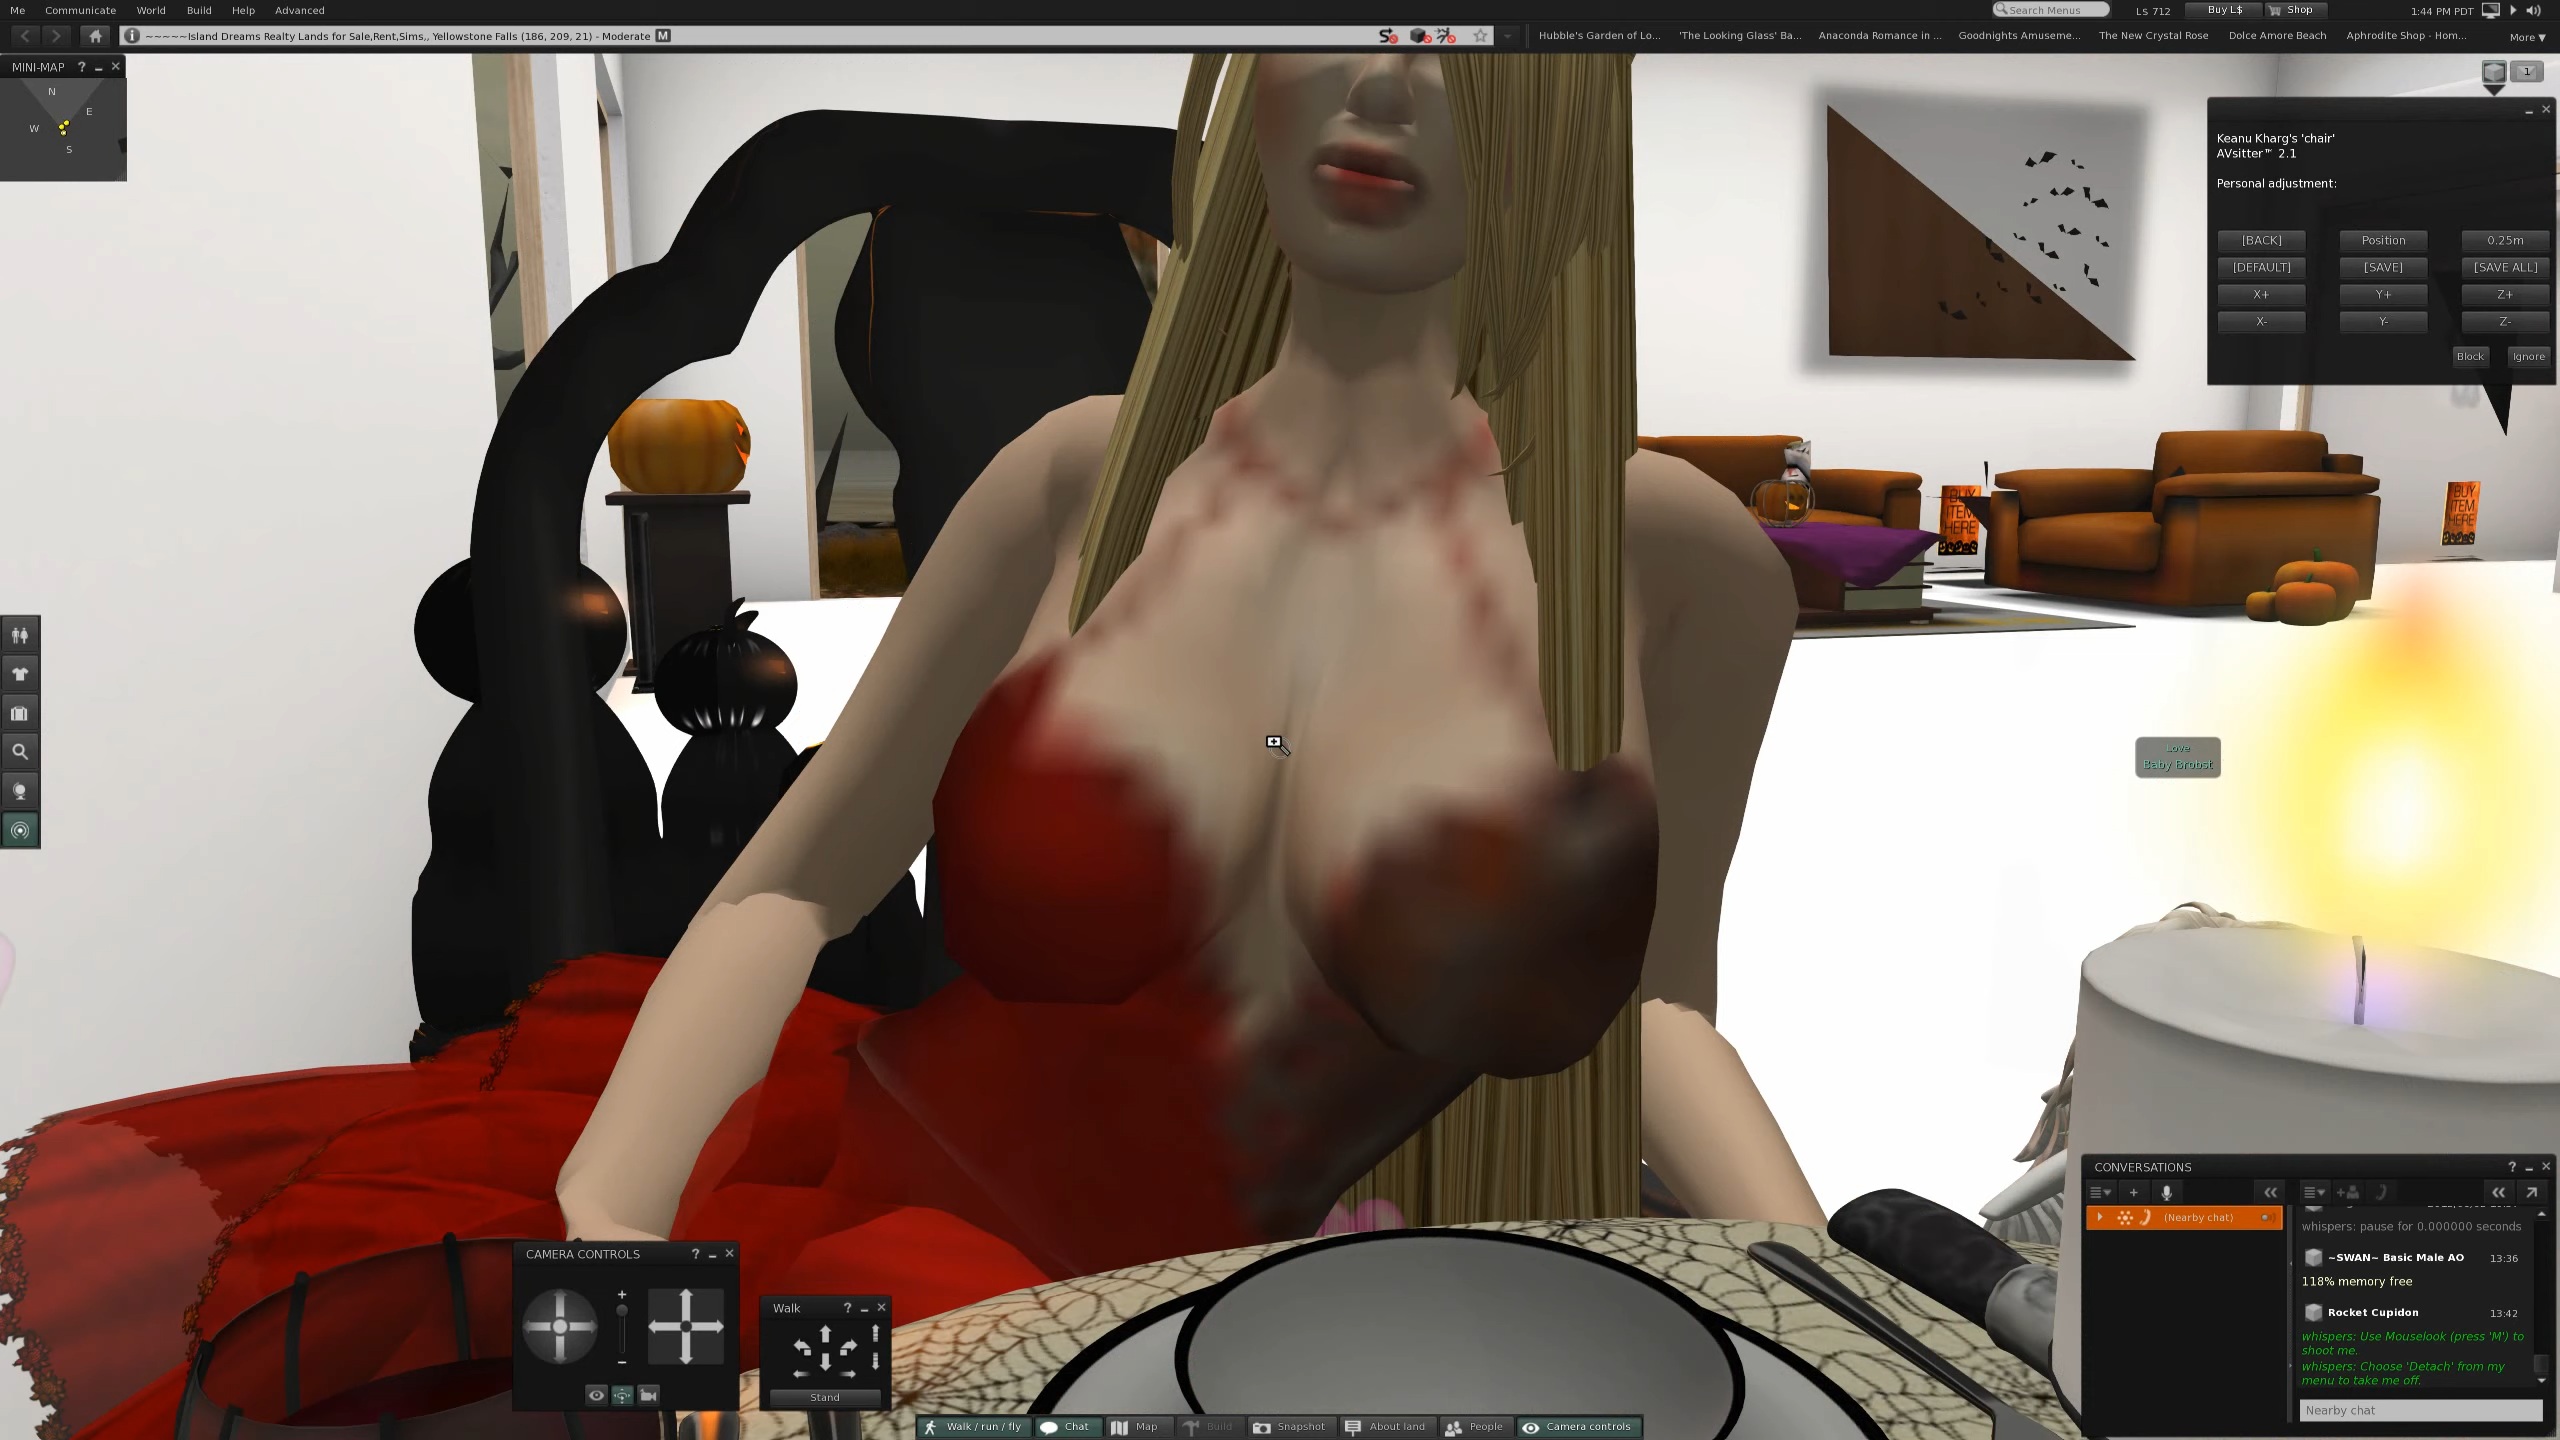 Me Communicate World Build Help Advanced
Search Menus L$ 712 Buy L$ Shop 1:44 PM PDT
~~~~~Island Dreams Realty Lands for Sale,Rent,Sims,, Yellowstone Falls (186, 209, 21) - Moderate M
Hubble's Garden of Lo... 'The Looking Glass' Ba... Anaconda Romance in ... Goodnights Amuseme... The New Crystal Rose Dolce Amore Beach Aphrodite Shop - Hom... More ▼
MINI-MAP ?
N
E
W
S
1
Keanu Kharg's 'chair'
AVsitter™ 2.1
Personal adjustment:
[BACK] Position 0.25m
[DEFAULT] [SAVE] [SAVE ALL]
X+ Y+ Z+
X- Y- Z-
Block Ignore
BUY
ITEM
HERE
BUY
ITEM
HERE
Love
Baby Brobst
CONVERSATIONS ?
(Nearby chat)
whispers: pause for 0.000000 seconds
~SWAN~ Basic Male AO 13:36
118% memory free
Rocket Cupidon 13:42
whispers: Use Mouselook (press 'M') to
shoot me.
whispers: Choose 'Detach' from my
menu to take me off.
Nearby chat
CAMERA CONTROLS ?
Walk ?
Stand
Walk / run / fly Chat Map Build Snapshot About land People Camera controls